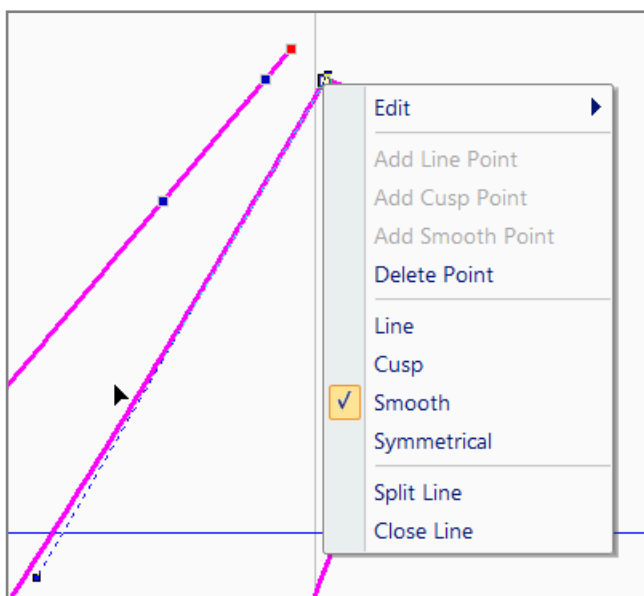 Edit
Add Line Point
Add Cusp Point
Add Smooth Point
Delete Point
Line
Cusp
Smooth
Symmetrical
Split Line
Close Line